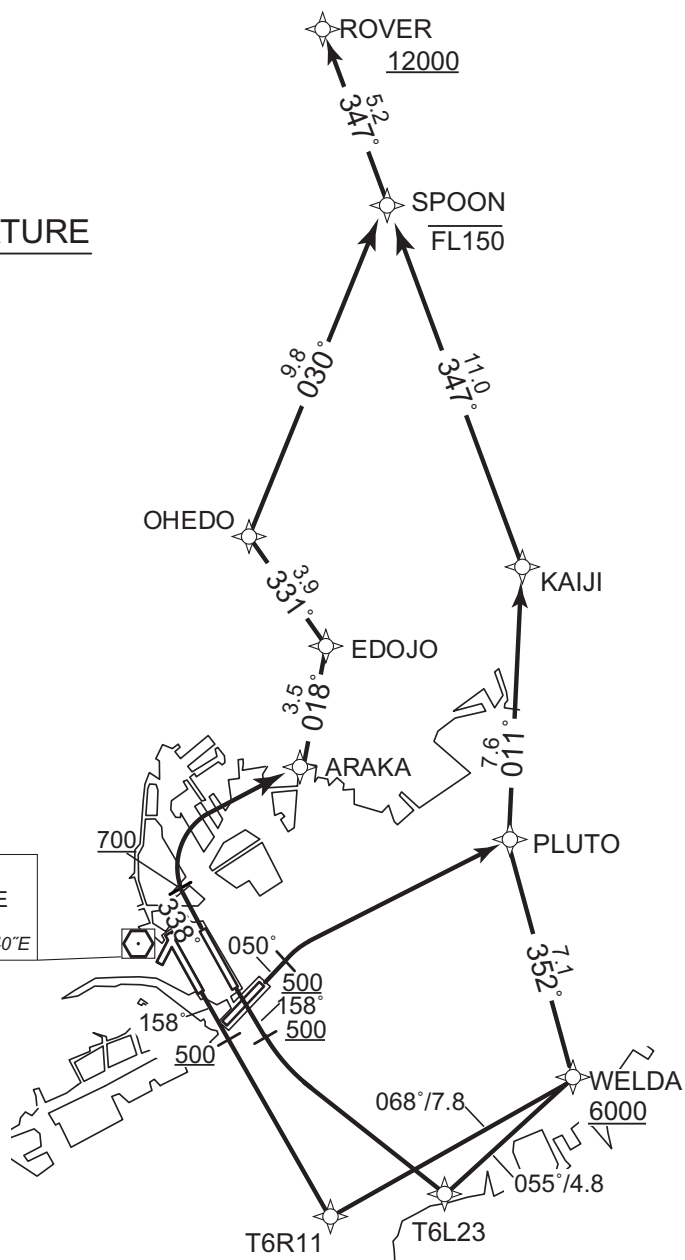 ROVER
12000
5.2
347°
SPOON
FL150
TURE
9.8
030°
11.0
347°
OHEDO
3.9
331°
KAIJI
EDOJO
3.5
018°
7.6
011°
ARAKA
700
PLUTO
E
0"E
338°
050°
7.1
352°
500
158°
158°
500
500
WELDA
6000
068°/7.8
055°/4.8
T6R11
T6L23